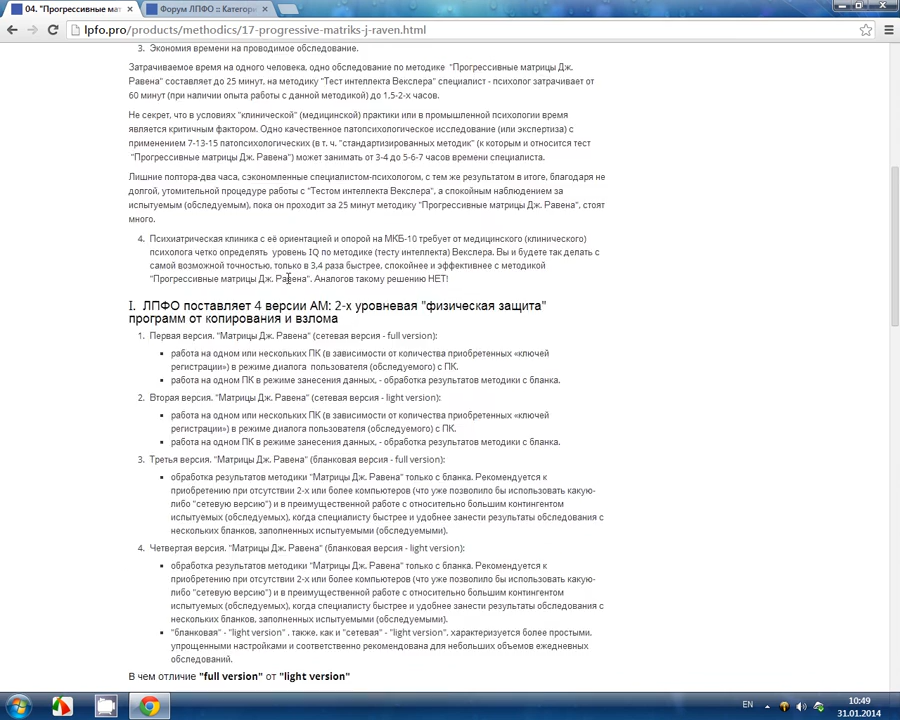 04. "Прогрессивные мат
Форум ЛПФО :: Категори
lpfo.pro/products/methodics/17-progressive-matriks-j-raven.html
3. Экономия времени на проводимое обследование.
Затрачиваемое время на одного человека, одно обследование по методике "Прогрессивные матрицы Дж.
Равена" составляет до 25 минут, на методику "Тест интеллекта Векслера" специалист - психолог затрачивает от
60 минут (при наличии опыта работы с данной методикой) до 1,5-2-х часов.
Не секрет, что в условиях "клинической" (медицинской) практики или в промышленной психологии время
является критичным фактором. Одно качественное патопсихологическое исследование (или экспертиза) с
применением 7-13-15 патопсихологических (в т. ч. "стандартизированных методик" (к которым и относится тест
"Прогрессивные матрицы Дж. Равена") может занимать от 3-4 до 5-6-7 часов времени специалиста.
Лишние полтора-два часа, сэкономленные специалистом-психологом, с тем же результатом в итоге, благодаря не
долгой, утомительной процедуре работы с "Тестом интеллекта Векслера", а спокойным наблюдением за
испытуемым (обследуемым), пока он проходит за 25 минут методику "Прогрессивные матрицы Дж. Равена", стоят
много.
4. Психиатрическая клиника с её ориентацией и опорой на МКБ-10 требует от медицинского (клинического)
психолога четко определять уровень IQ по методике (тесту интеллекта) Векслера. Вы и будете так делать с
самой возможной точностью, только в 3,4 раза быстрее, спокойнее и эффективнее с методикой
"Прогрессивные матрицы Дж. Равена". Аналогов такому решению НЕТ!
I. ЛПФО поставляет 4 версии АМ: 2-х уровневая "физическая защита"
программ от копирования и взлома
1. Первая версия. "Матрицы Дж. Равена" (сетевая версия - full version):
▪ работа на одном или нескольких ПК (в зависимости от количества приобретенных «ключей
регистрации») в режиме диалога пользователя (обследуемого) с ПК.
▪ работа на одном ПК в режиме занесения данных, - обработка результатов методики с бланка.
2. Вторая версия. "Матрицы Дж. Равена" (сетевая версия - light version):
▪ работа на одном или нескольких ПК (в зависимости от количества приобретенных «ключей
регистрации») в режиме диалога пользователя (обследуемого) с ПК.
▪ работа на одном ПК в режиме занесения данных, - обработка результатов методики с бланка.
3. Третья версия. "Матрицы Дж. Равена" (бланковая версия - full version):
▪ обработка результатов методики "Матрицы Дж. Равена" только с бланка. Рекомендуется к
приобретению при отсутствии 2-х или более компьютеров (что уже позволило бы использовать какую-
либо "сетевую версию") и в преимущественной работе с относительно большим контингентом
испытуемых (обследуемых), когда специалисту быстрее и удобнее занести результаты обследования с
нескольких бланков, заполненных испытуемыми (обследуемыми).
4. Четвертая версия. "Матрицы Дж. Равена" (бланковая версия - light version):
▪ обработка результатов методики "Матрицы Дж. Равена" только с бланка. Рекомендуется к
приобретению при отсутствии 2-х или более компьютеров (что уже позволило бы использовать какую-
либо "сетевую версию") и в преимущественной работе с относительно большим контингентом
испытуемых (обследуемых), когда специалисту быстрее и удобнее занести результаты обследования с
нескольких бланков, заполненных испытуемыми (обследуемыми).
▪ "бланковая" - "light version" , также, как и "сетевая" - "light version", характеризуется более простыми,
упрощенными настройками и соответственно рекомендована для небольших объемов ежедневных
обследований.
В чем отличие "full version" от "light version"
EN
10:49
31.01.2014